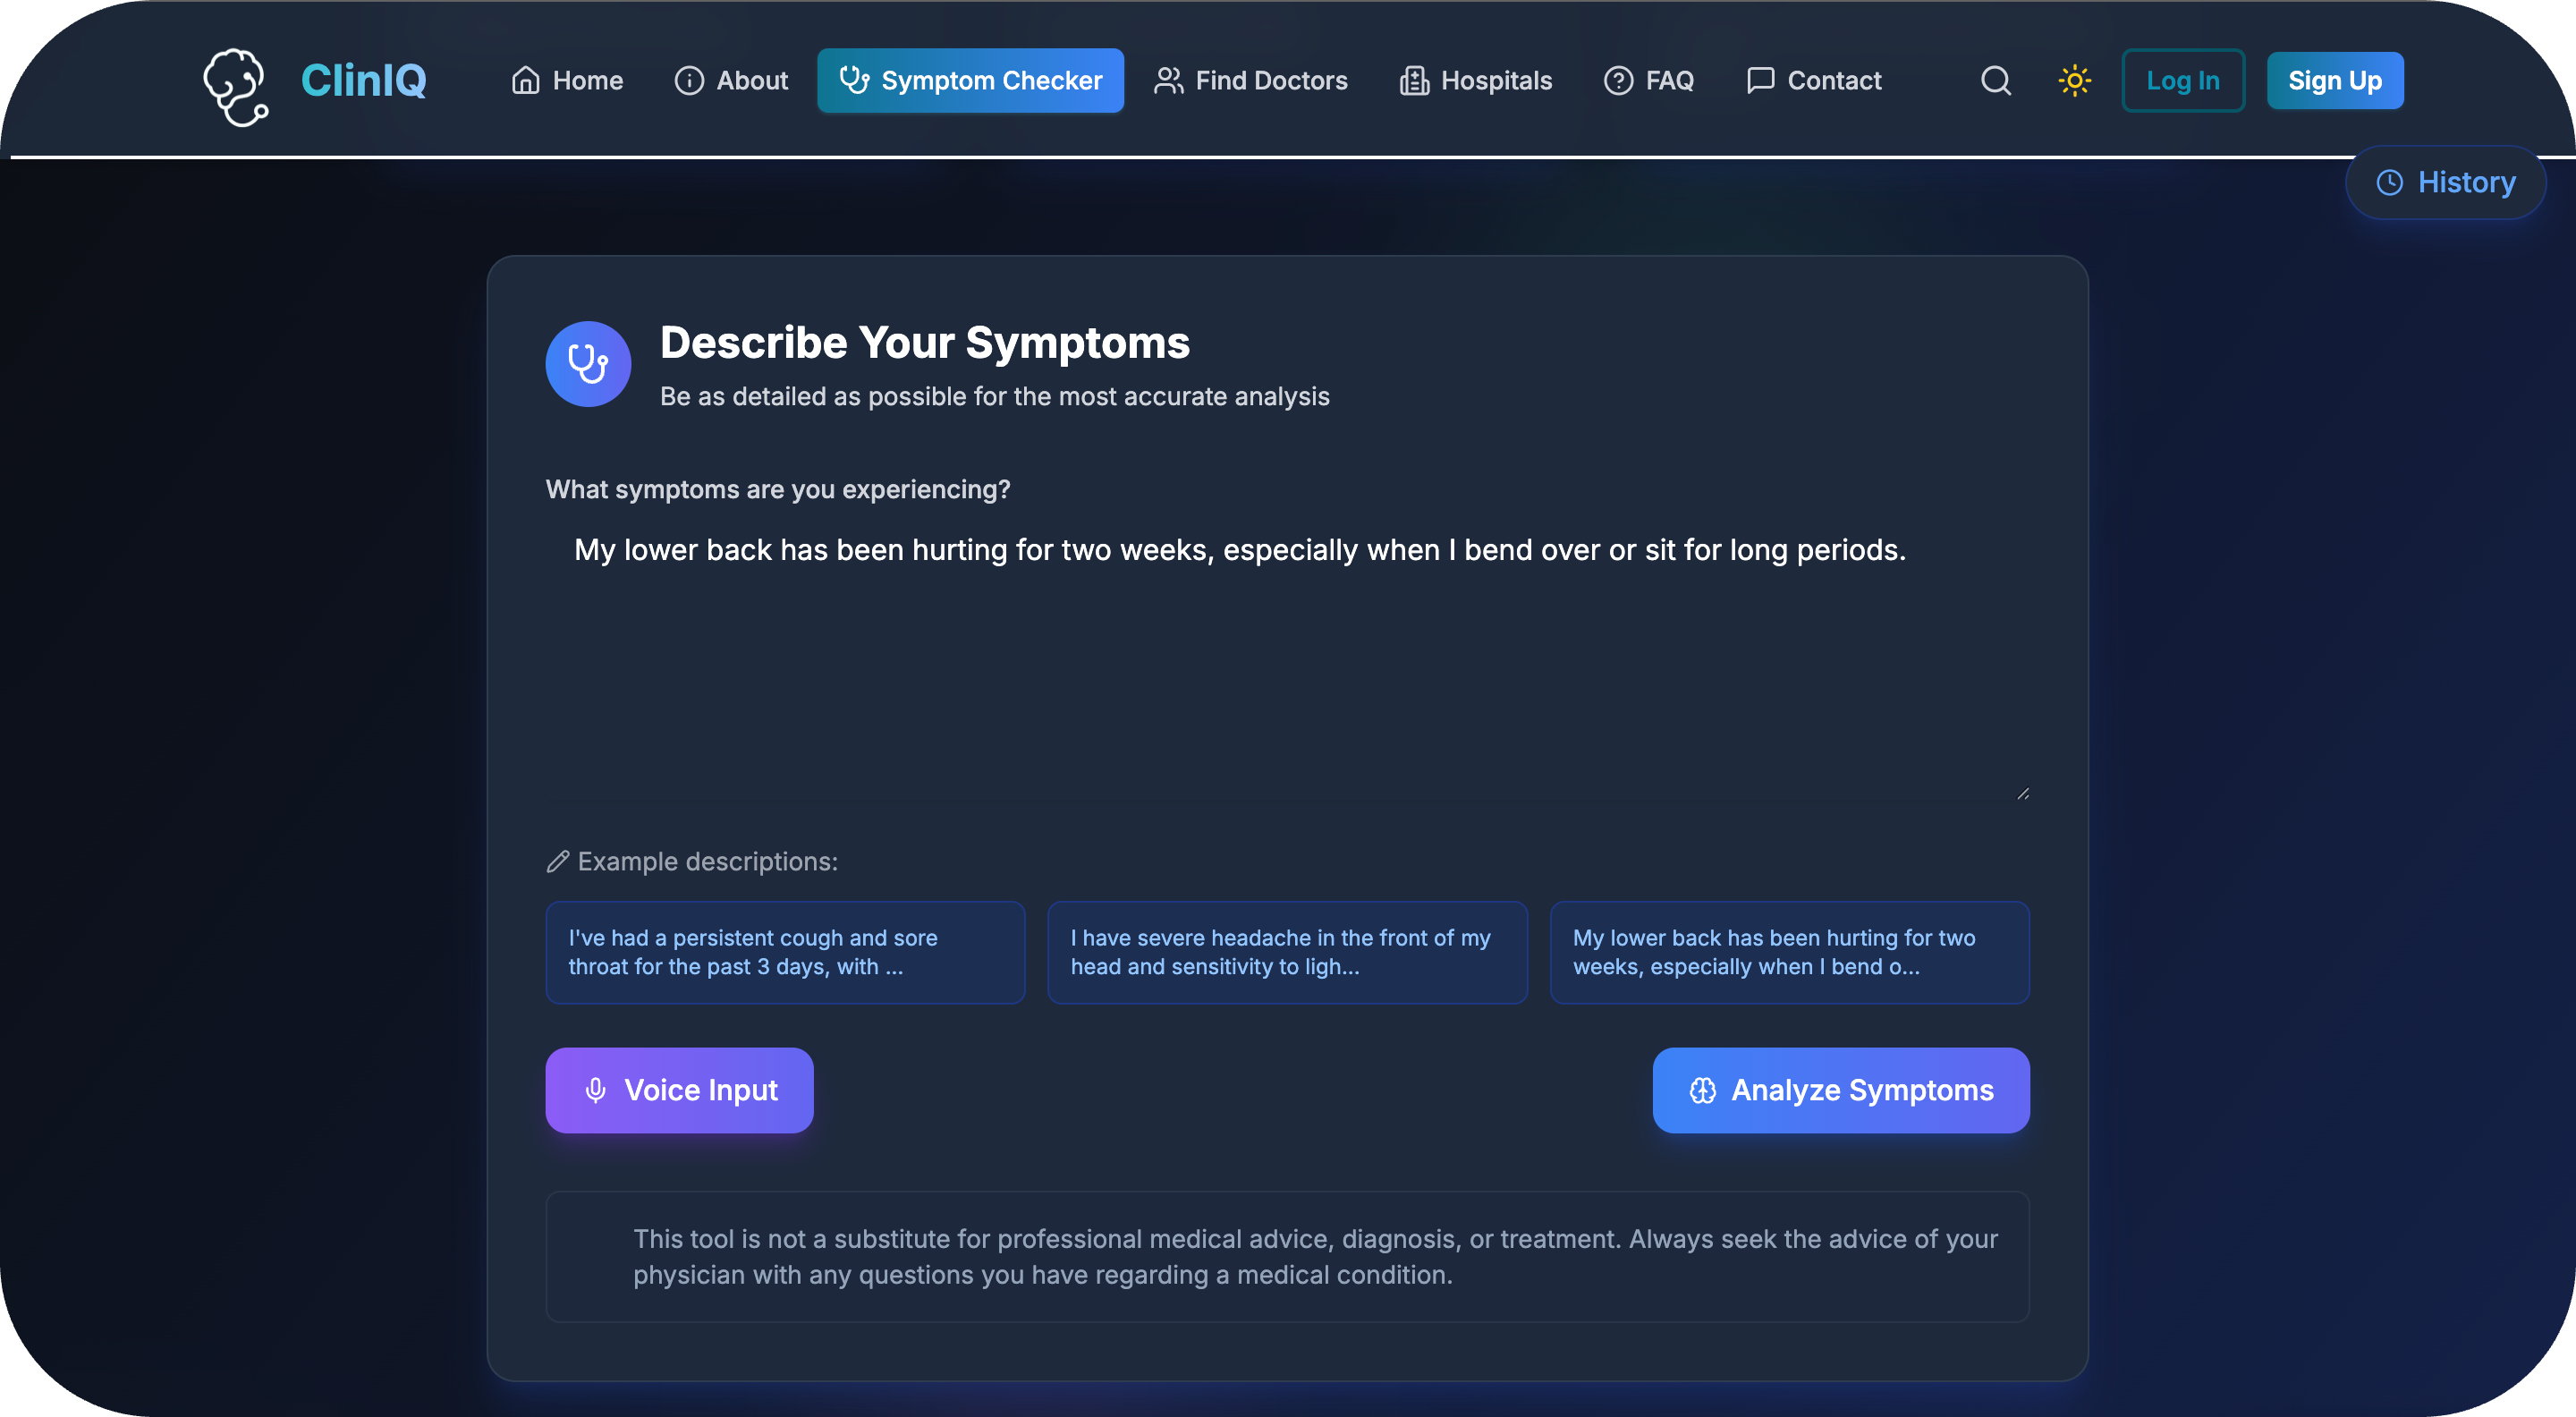 ClinIQ
Home
About
Symptom Checker
Find Doctors
Hospitals
FAQ
Contact
Log In
Sign Up
History
Describe Your Symptoms
Be as detailed as possible for the most accurate analysis
What symptoms are you experiencing?
My lower back has been hurting for two weeks, especially when I bend over or sit for long periods.
Example descriptions:
I've had a persistent cough and sore
throat for the past 3 days, with ...
I have severe headache in the front of my
head and sensitivity to ligh...
My lower back has been hurting for two
weeks, especially when I bend o...
Voice Input
Analyze Symptoms
This tool is not a substitute for professional medical advice, diagnosis, or treatment. Always seek the advice of your
physician with any questions you have regarding a medical condition.